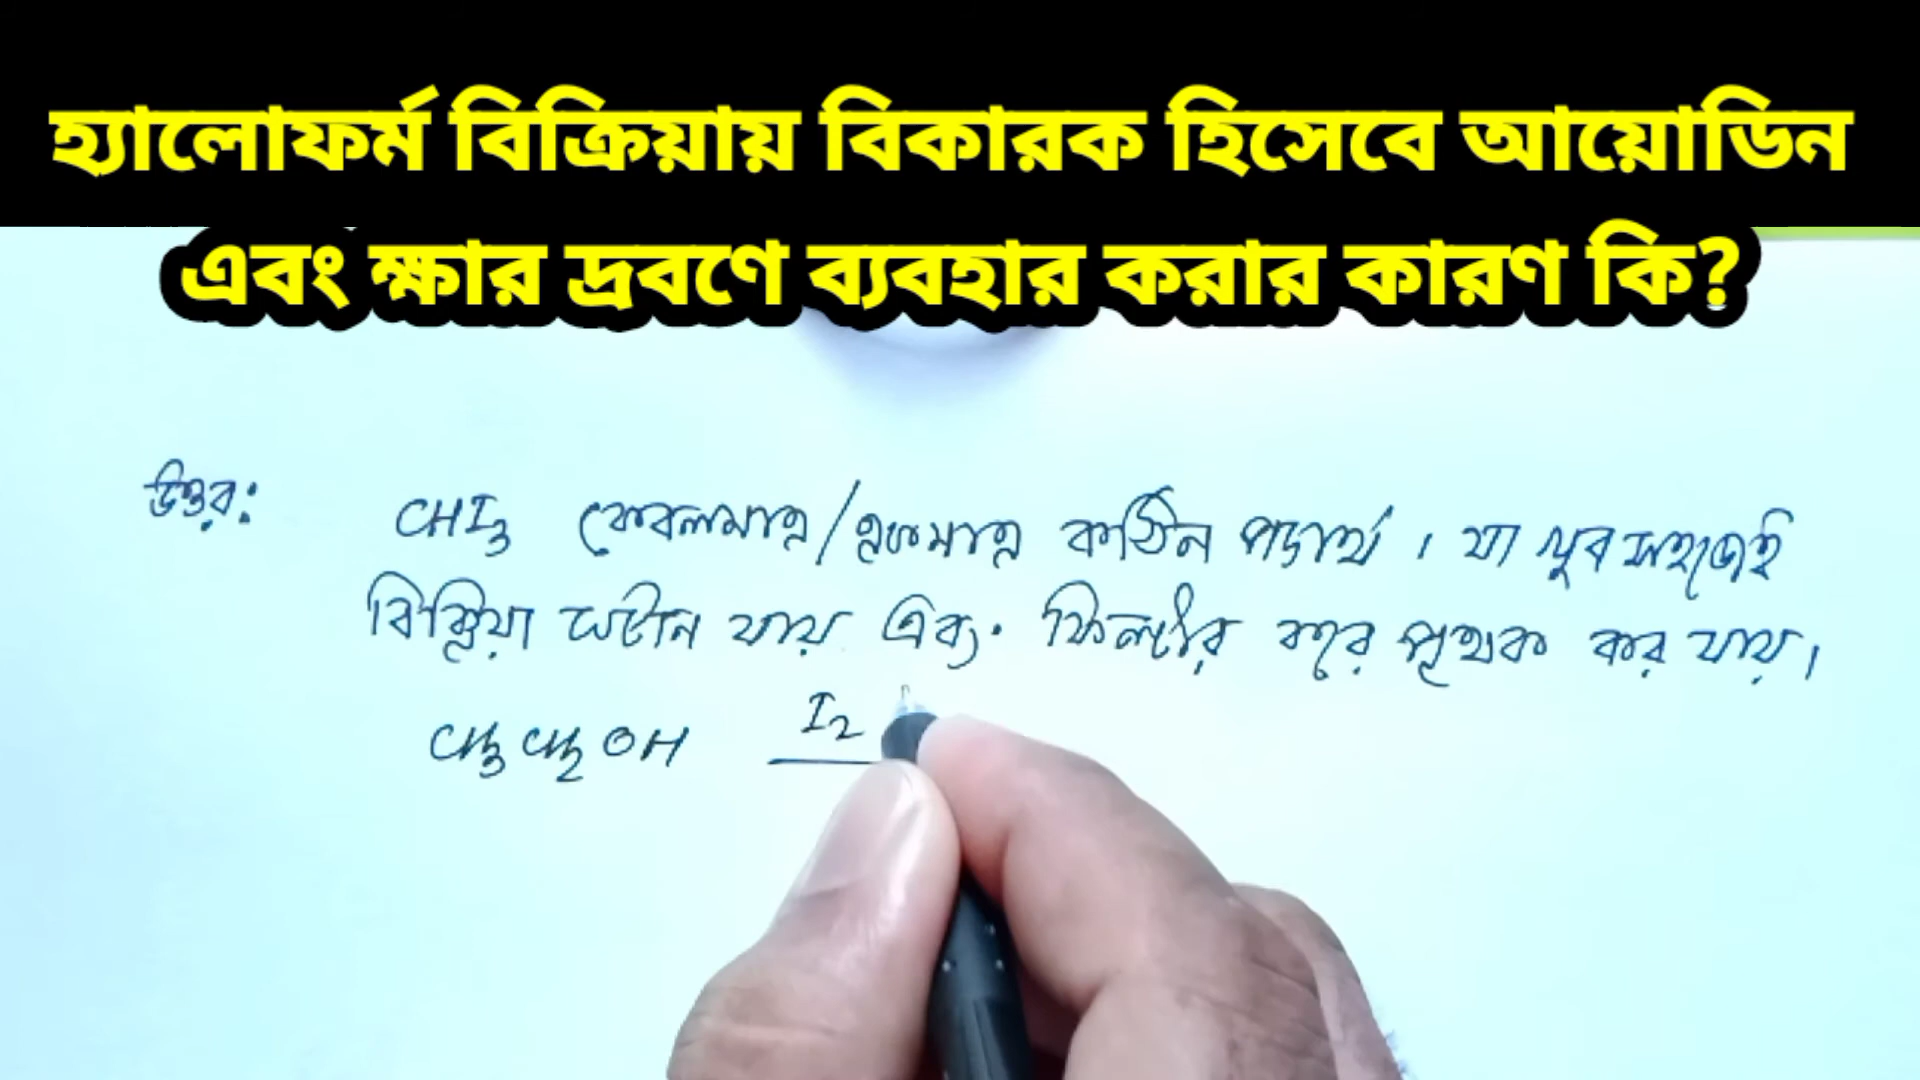 হ্যালোফর্ম বিক্রিয়ায় বিকারক হিসেবে আয়োডিন
এবং ক্ষার দ্রবণে ব্যবহার করার কারণ কি?
উত্তর: CHI₃ কেবলমাত্র/একমাত্র কঠিন পদার্থ। যা খুব সহজেই
বিক্রিয়া ঘটান যায় এবং ফিল্টার করে পৃথক কর যায়।
CH₃CH₂OH I₂